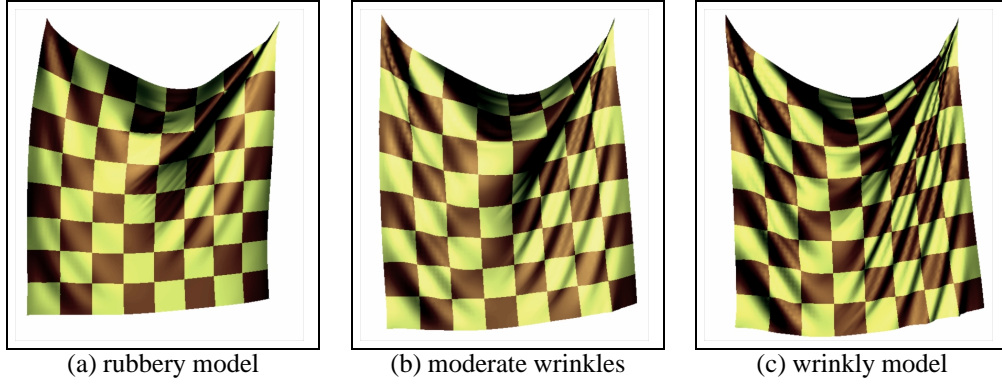 (a) rubbery model
(b) moderate wrinkles
(c) wrinkly model